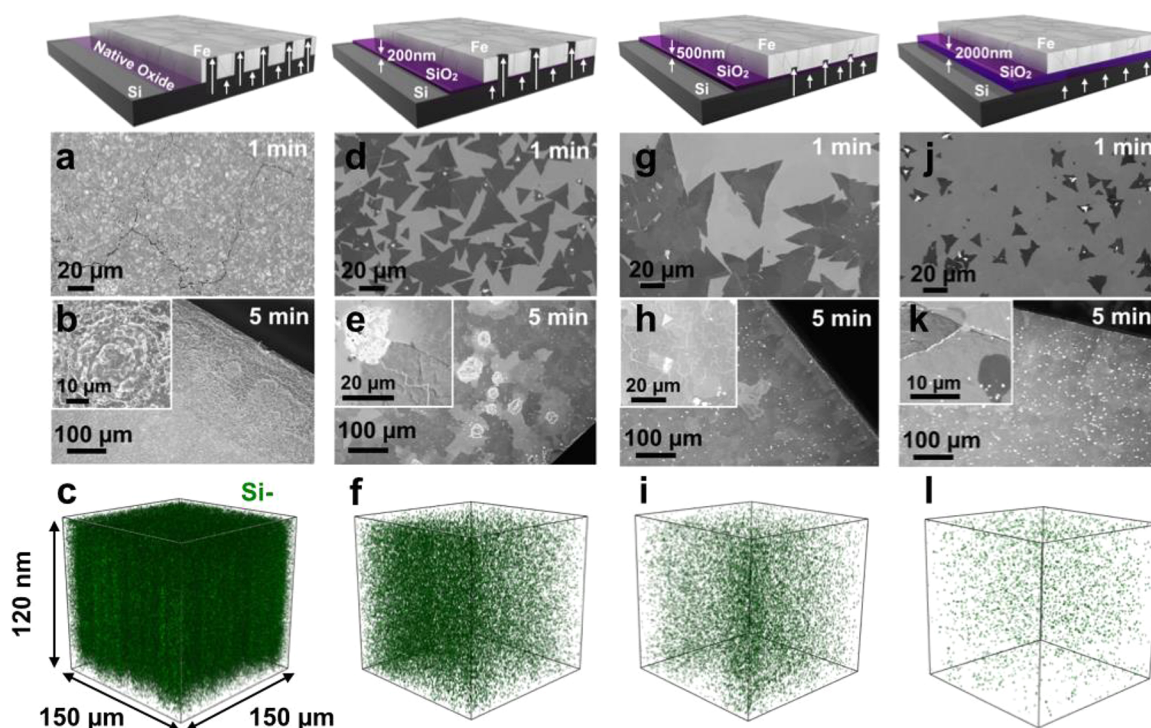 Native Oxide
Fe
Si
200nm
Fe
SiO2
Si
500nm
Fe
SiO2
Si
2000nm
Fe
SiO2
Si
a
1 min
20 µm
d
1 min
20 µm
g
1 min
20 µm
j
1 min
20 µm
b
5 min
10 µm
100 µm
e
5 min
20 µm
100 µm
h
5 min
20 µm
100 µm
k
5 min
10 µm
100 µm
c
Si-
120 nm
150 µm
150 µm
f
i
l